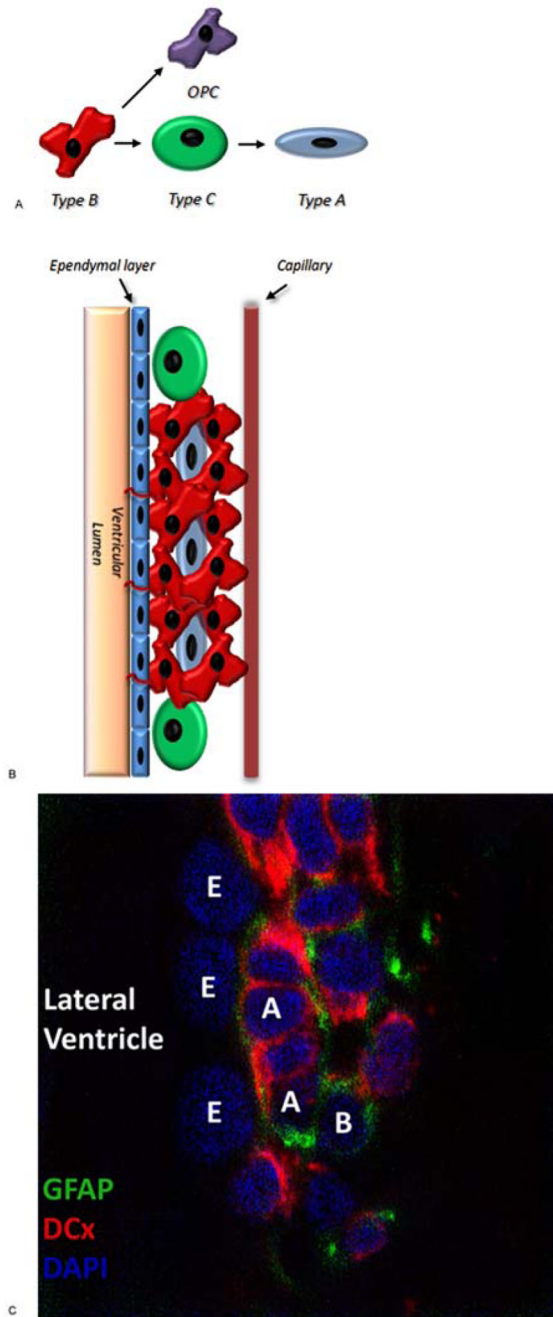 OPC
Type B
Type C
Type A
A
Ependymal layer
Capillary
Ventricular
Lumen
B
E
E
A
Lateral
Ventricle
A
B
E
GFAP
DCx
DAPI
C